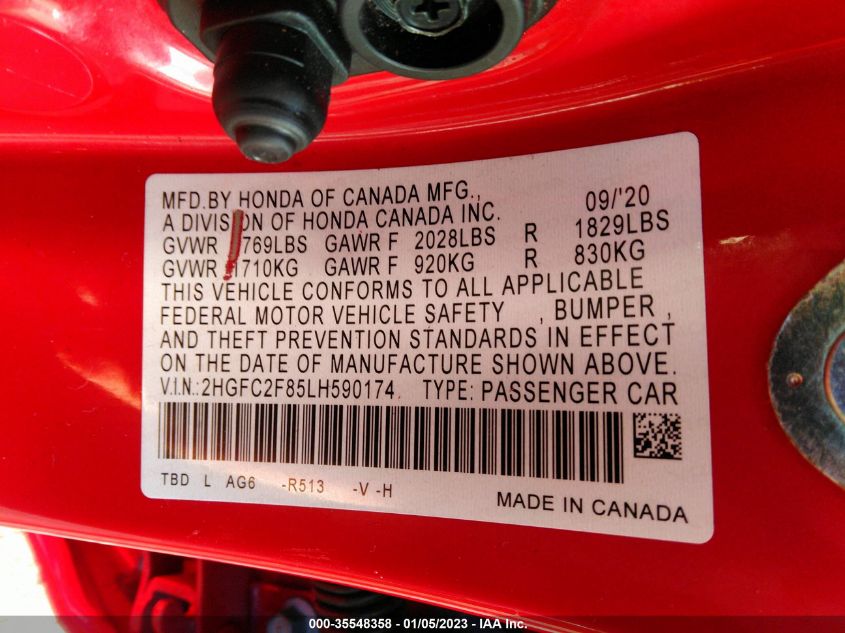 MFD.BY HONDA OF CANADA MFG., 09/'20
A DIVISION OF HONDA CANADA INC.
GVWR 769LBS GAWR F 2028LBS R 1829LBS
GVWR 1710KG GAWR F 920KG R 830KG
THIS VEHICLE CONFORMS TO ALL APPLICABLE
FEDERAL MOTOR VEHICLE SAFETY , BUMPER ,
AND THEFT PREVENTION STANDARDS IN EFFECT
ON THE DATE OF MANUFACTURE SHOWN ABOVE.
V.I.N.:2HGFC2F85LH590174 TYPE: PASSENGER CAR
TBD L AG6 -R513 -V -H
MADE IN CANADA
000-35548358 - 01/05/2023 - IAA Inc.